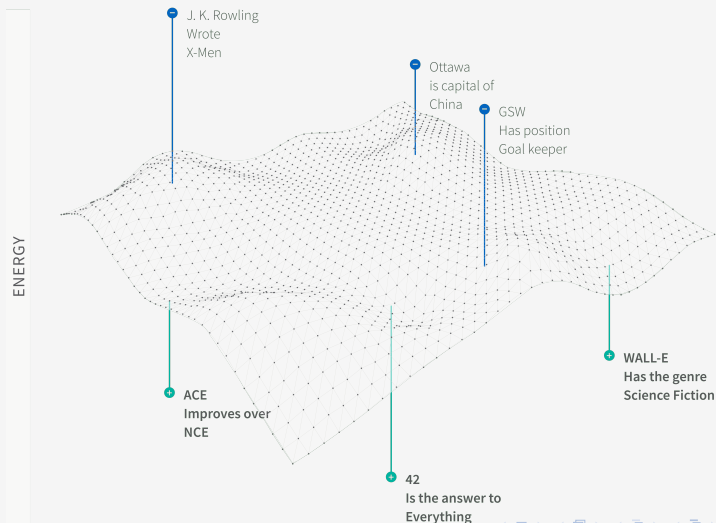 J. K. Rowling
Wrote
X-Men
Ottawa
is capital of
China
GSW
Has position
Goal keeper
ENERGY
WALL-E
Has the genre
Science Fiction
ACE
Improves over
NCE
42
Is the answer to
Everything